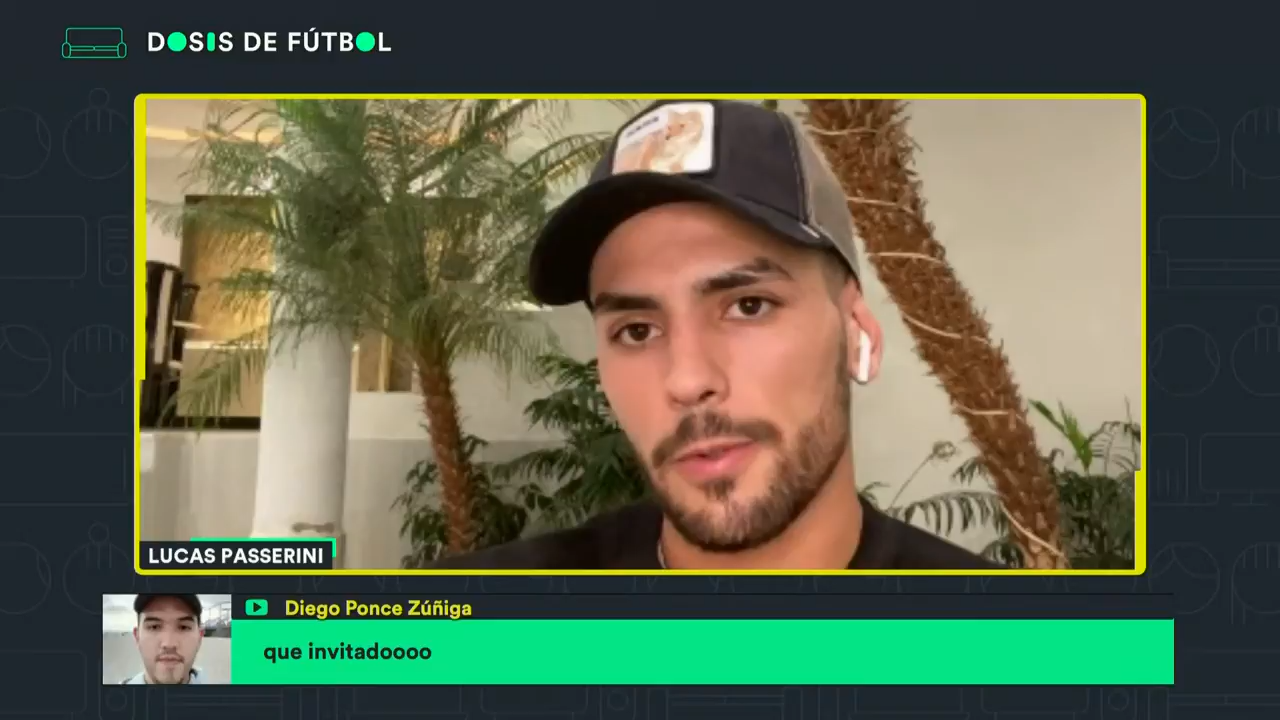 DOSIS DE FÚTBOL
LUCAS PASSERINI
Diego Ponce Zúñiga
que invitadoooo